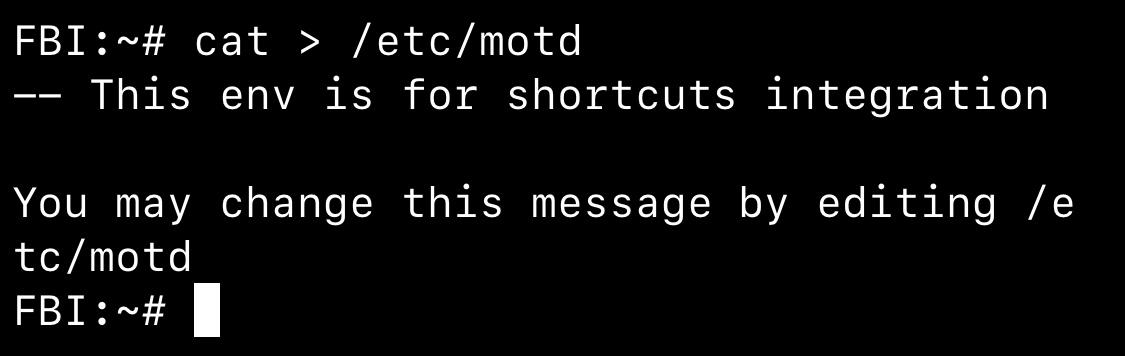 FBI:~# cat > /etc/motd
-- This env is for shortcuts integration

You may change this message by editing /e
tc/motd
FBI:~#